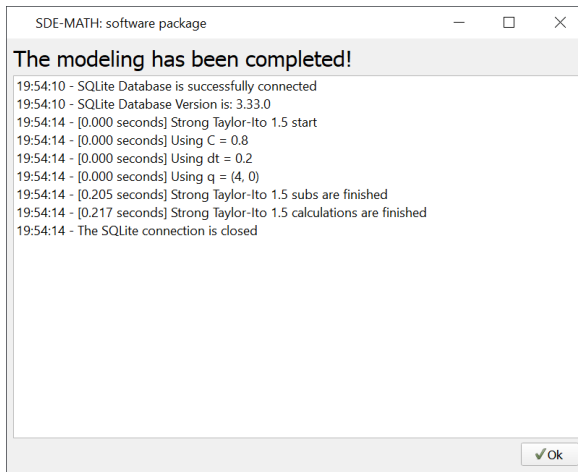 SDE-MATH: software package
The modeling has been completed!
19:54:10 - SQLite Database is successfully connected
19:54:10 - SQLite Database Version is: 3.33.0
19:54:14 - [0.000 seconds] Strong Taylor-Ito 1.5 start
19:54:14 - [0.000 seconds] Using C = 0.8
19:54:14 - [0.000 seconds] Using dt = 0.2
19:54:14 - [0.000 seconds] Using q = (4, 0)
19:54:14 - [0.205 seconds] Strong Taylor-Ito 1.5 subs are finished
19:54:14 - [0.217 seconds] Strong Taylor-Ito 1.5 calculations are finished
19:54:14 - The SQLite connection is closed
Ok